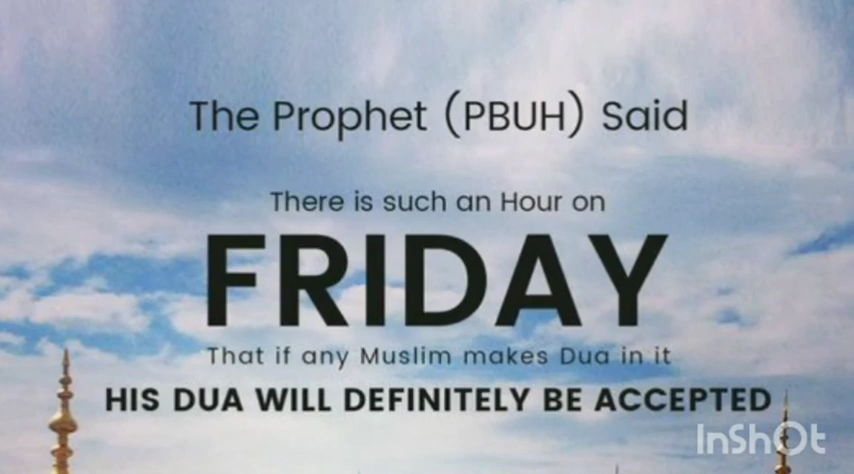 The Prophet (PBUH) Said
There is such an Hour on
FRIDAY
That if any Muslim makes Dua in it
HIS DUA WILL DEFINITELY BE ACCEPTED
InShOt